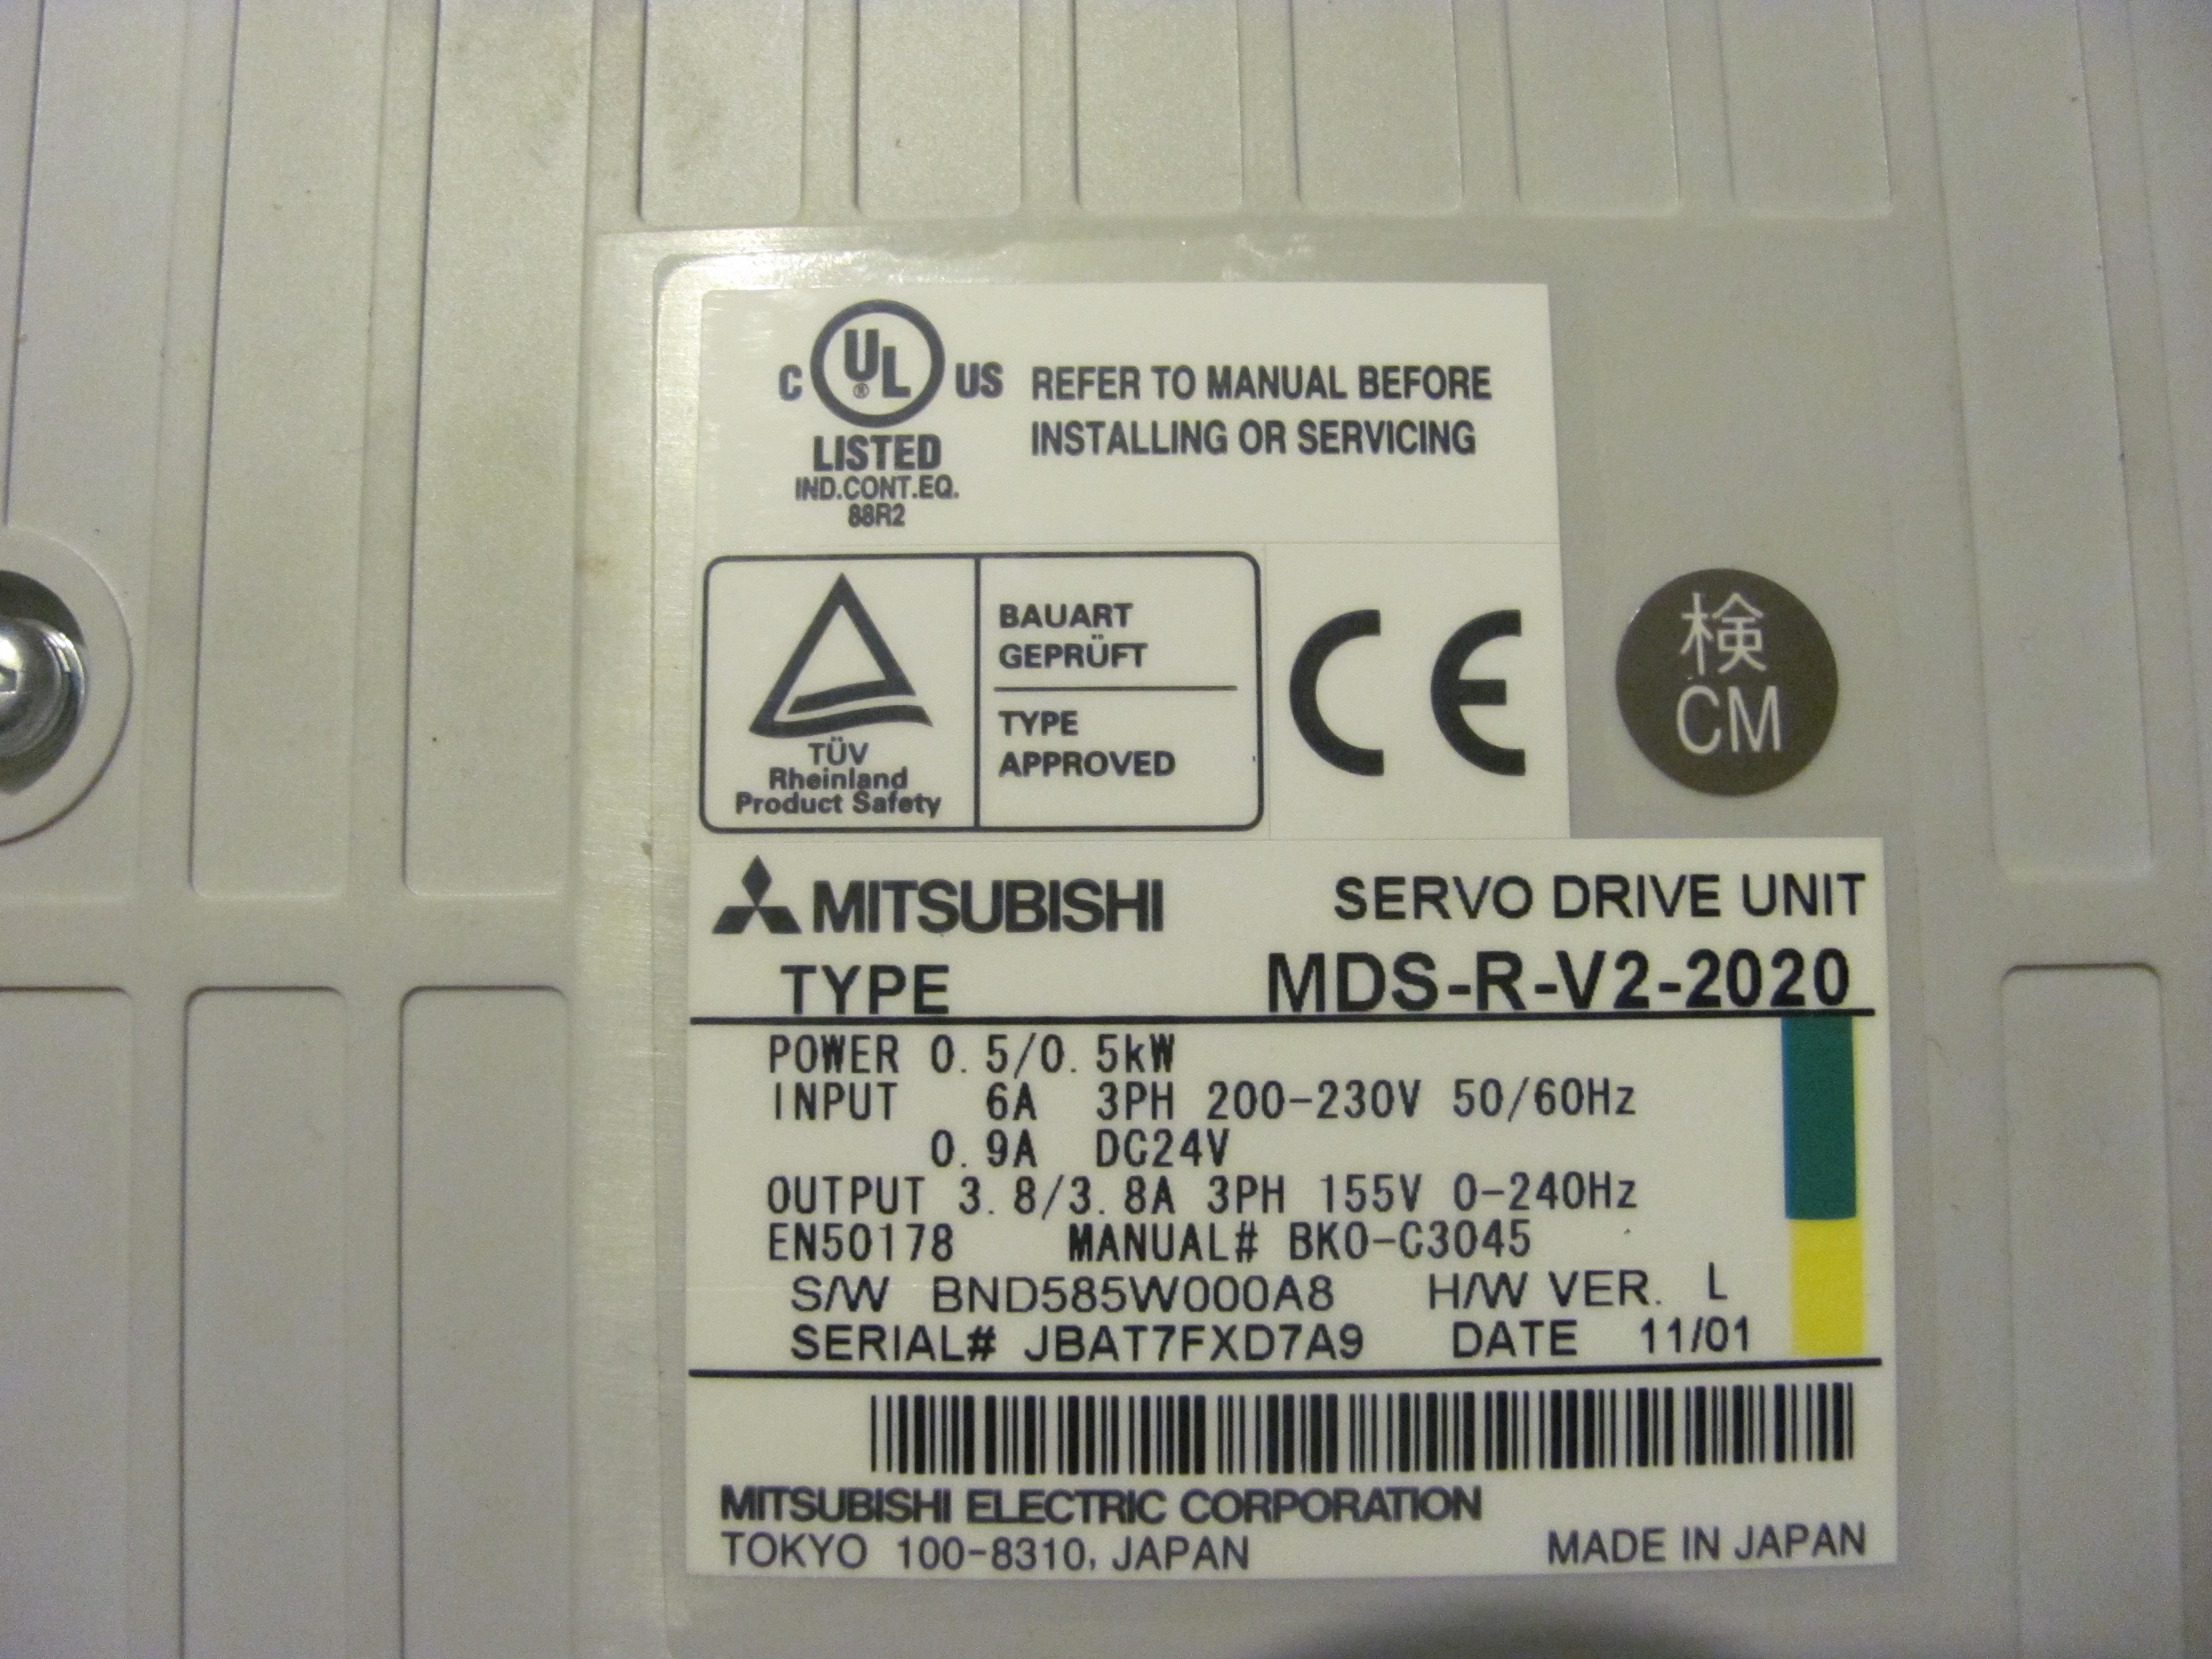 C UL ® US
LISTED
IND.CONT.EQ.
88R2
REFER TO MANUAL BEFORE
INSTALLING OR SERVICING
TÜV
Rheinland
Product Safety
BAUART
GEPRÜFT
TYPE
APPROVED
CE
検
CM
MITSUBISHI SERVO DRIVE UNIT
TYPE MDS-R-V2-2020
POWER 0.5/0.5kW
INPUT 6A 3PH 200-230V 50/60Hz
0.9A DC24V
OUTPUT 3.8/3.8A 3PH 155V 0-240Hz
EN50178 MANUAL# BKO-C3045
S/W BND585W000A8 H/W VER. L
SERIAL# JBAT7FXD7A9 DATE 11/01
MITSUBISHI ELECTRIC CORPORATION
TOKYO 100-8310, JAPAN MADE IN JAPAN